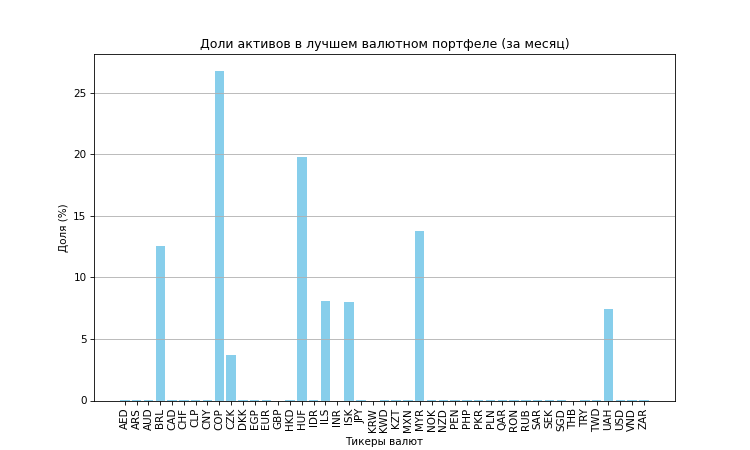 Доли активов в лучшем валютном портфеле (за месяц)
Доля (%)
25
20
15
10
5
0
AED ARS AUD BRL CAD CHF CLP CNY COP CZK DKK EGP EUR GBP HKD HUF IDR ILS INR ISK JPY KRW KWD KZT MXN MYR NOK NZD PEN PHP PKR PLN QAR RON RUB SAR SEK SGD THB TRY TWD UAH USD VND ZAR
Тикеры валют